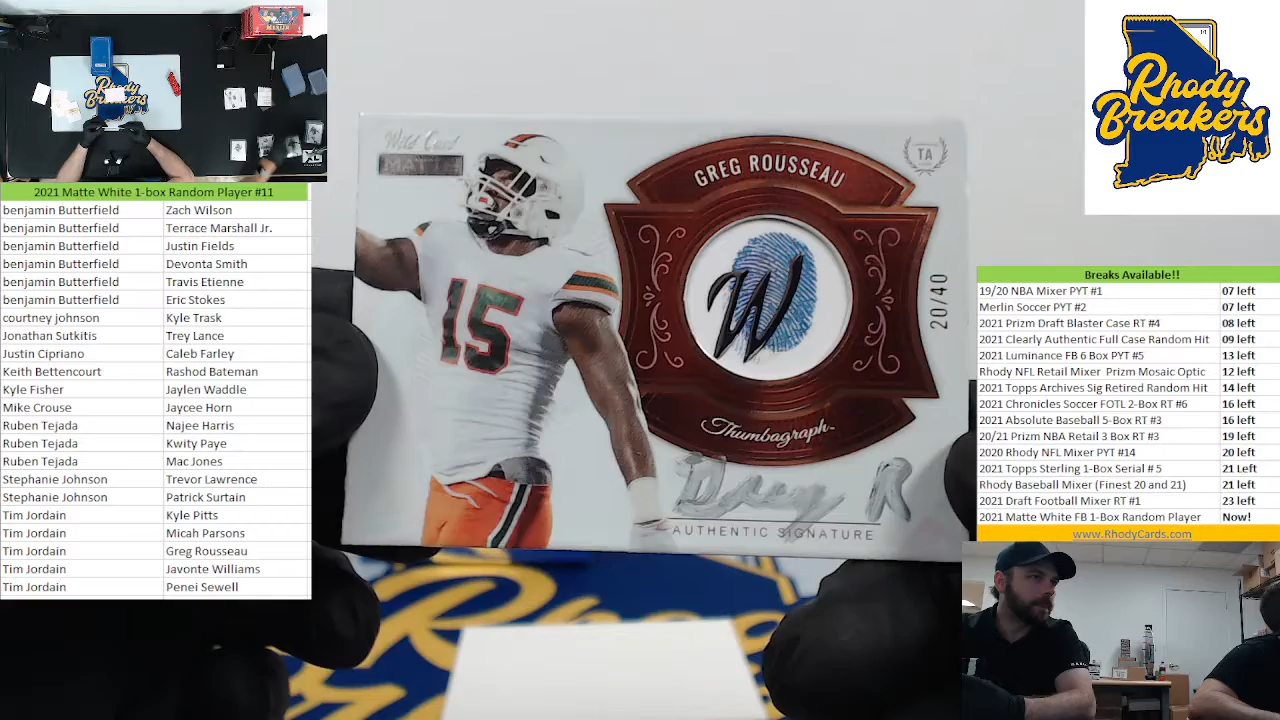 2021 Matte White 1-box Random Player #11
benjamin Butterfield Zach Wilson
benjamin Butterfield Terrace Marshall Jr.
benjamin Butterfield Justin Fields
benjamin Butterfield Devonta Smith
benjamin Butterfield Travis Etienne
benjamin Butterfield Eric Stokes
courtney johnson Kyle Trask
Jonathan Sutkitis Trey Lance
Justin Cipriano Caleb Farley
Keith Bettencourt Rashod Bateman
Kyle Fisher Jaylen Waddle
Mike Crouse Jaycee Horn
Ruben Tejada Najee Harris
Ruben Tejada Kwity Paye
Ruben Tejada Mac Jones
Stephanie Johnson Trevor Lawrence
Stephanie Johnson Patrick Surtain
Tim Jordain Kyle Pitts
Tim Jordain Micah Parsons
Tim Jordain Greg Rousseau
Tim Jordain Javonte Williams
Tim Jordain Penei Sewell
Rhody
Breakers
XL
Wild Card
MATTE
15
GREG ROUSSEAU
TA
W
20/40
Thumbagraph
Greg R
AUTHENTIC SIGNATURE
Rhody
Breakers
1/1
Breaks Available!!
19/20 NBA Mixer PYT #1 07 left
Merlin Soccer PYT #2 07 left
2021 Prizm Draft Blaster Case RT #4 08 left
2021 Clearly Authentic Full Case Random Hit 09 left
2021 Luminance FB 6 Box PYT #5 13 left
Rhody NFL Retail Mixer Prizm Mosaic Optic 12 left
2021 Topps Archives Sig Retired Random Hit 14 left
2021 Chronicles Soccer FOTL 2-Box RT #6 16 left
2021 Absolute Baseball 5-Box RT #3 16 left
20/21 Prizm NBA Retail 3 Box RT #3 19 left
2020 Rhody NFL Mixer PYT #14 20 left
2021 Topps Sterling 1-Box Serial # 5 21 Left
Rhody Baseball Mixer (Finest 20 and 21) 21 left
2021 Draft Football Mixer RT #1 23 left
2021 Matte White FB 1-Box Random Player Now!
www.RhodyCards.com